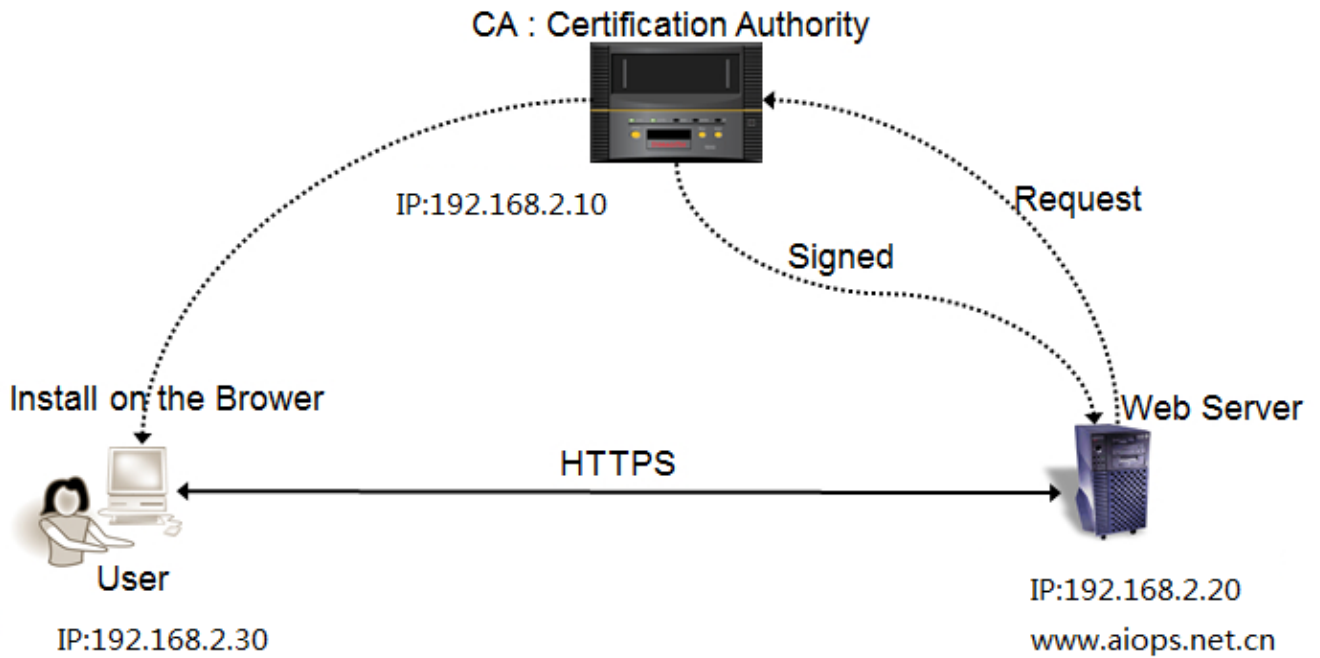 CA : Certification Authority
IP:192.168.2.10
Request
Signed
Install on the Brower
Web Server
HTTPS
User
IP:192.168.2.30
IP:192.168.2.20
www.aiops.net.cn